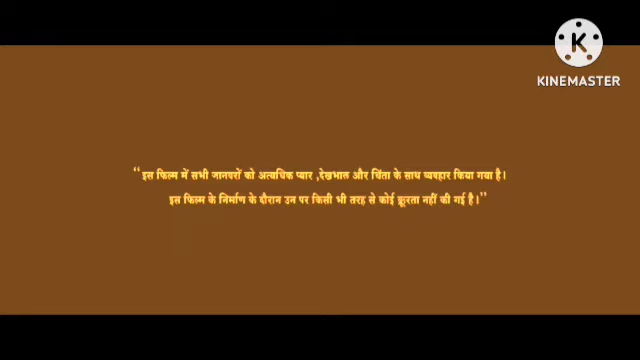 KINEMASTER
“इस फिल्म में सभी जानवरों को अत्यधिक प्यार ,देखभाल और चिंता के साथ व्यवहार किया गया है।
इस फिल्म के निर्माण के दौरान उन पर किसी भी तरह से कोई क्रूरता नहीं की गई है।”